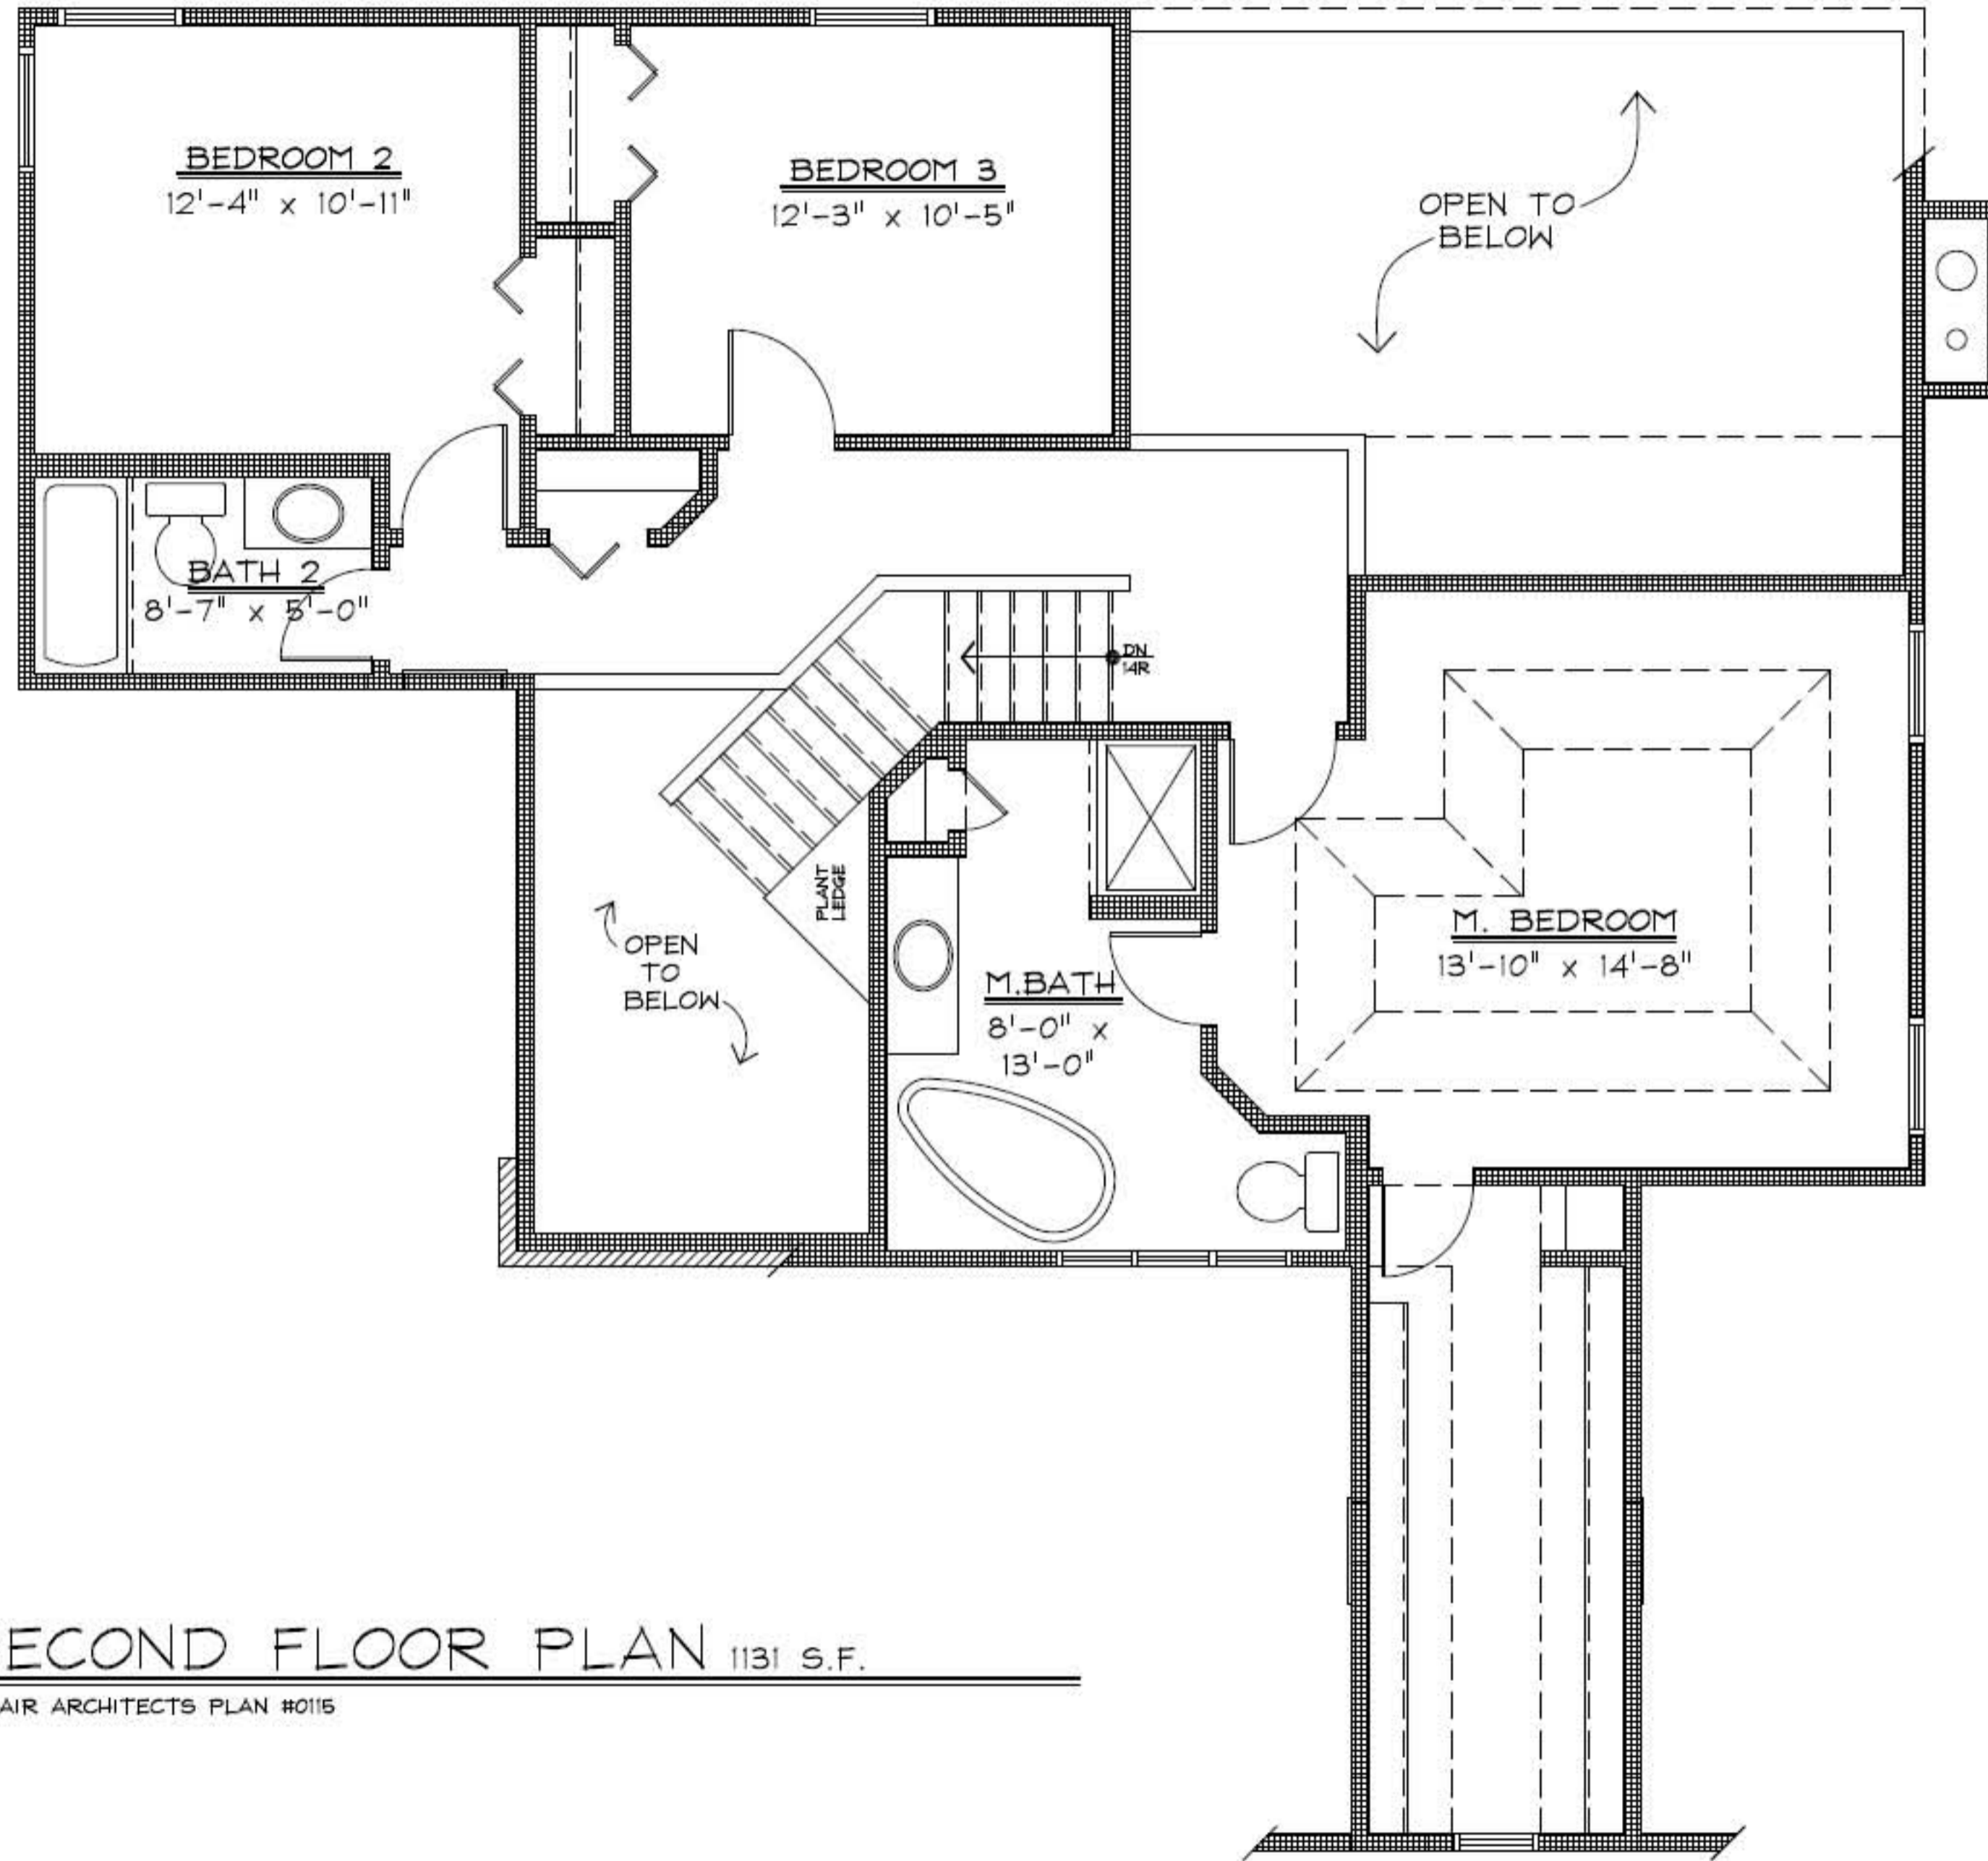 BEDROOM 2
12'-4" x 10'-11"
BEDROOM 3
12'-3" x 10'-5"
OPEN TO
BELOW
BATH 2
8'-7" x 5'-0"
DN
14R
PLANT
LEDGE
OPEN
TO
BELOW
M.BATH
8'-0" x
13'-0"
M. BEDROOM
13'-10" x 14'-8"
ECOND FLOOR PLAN 1131 S.F.
AIR ARCHITECTS PLAN #0115